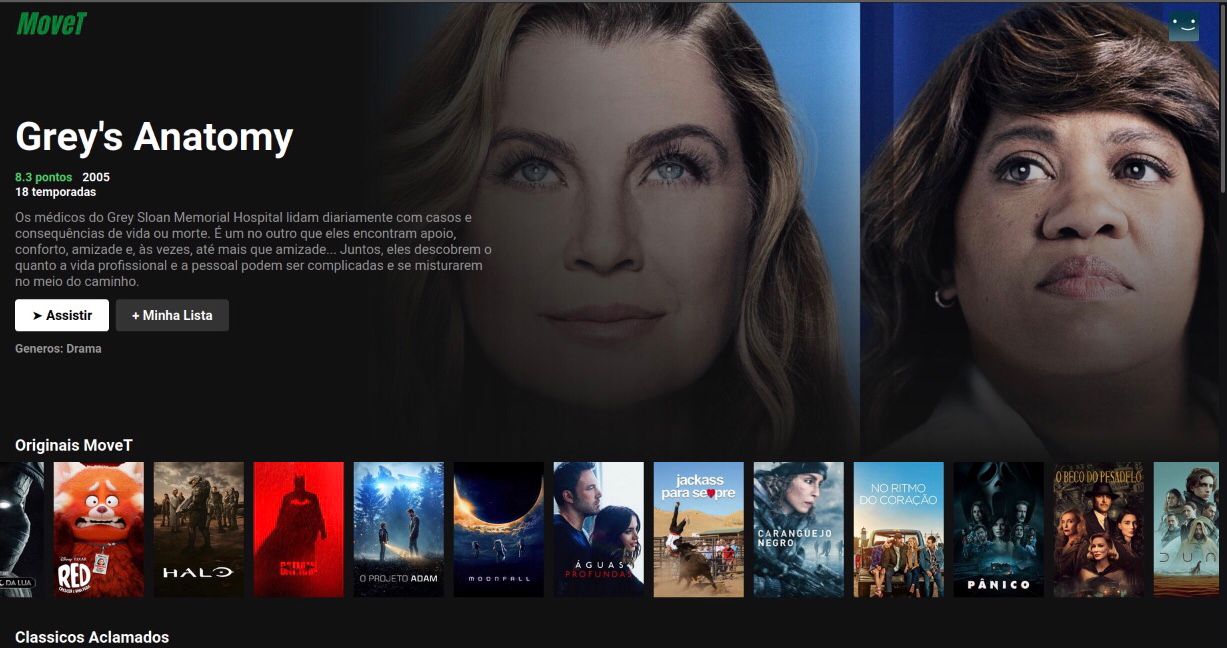 MoveT
Grey's Anatomy
8.3 pontos 2005
18 temporadas
Os médicos do Grey Sloan Memorial Hospital lidam diariamente com casos e
consequências de vida ou morte. É um no outro que eles encontram apoio,
conforto, amizade e, às vezes, até mais que amizade... Juntos, eles descobrem o
quanto a vida profissional e a pessoal podem ser complicadas e se misturarem
no meio do caminho.
➤ Assistir + Minha Lista
Generos: Drama
Originais MoveT
DA LUA
RED
HALO
O PROJETO ADAM
MOONFALL
ÁGUAS
PROFUNDAS
jackass
para sempre
CARANGUEJO
NEGRO
NO RITMO
DO CORAÇÃO
PÂNICO
O BECO DO PESADELO
DUN
Classicos Aclamados